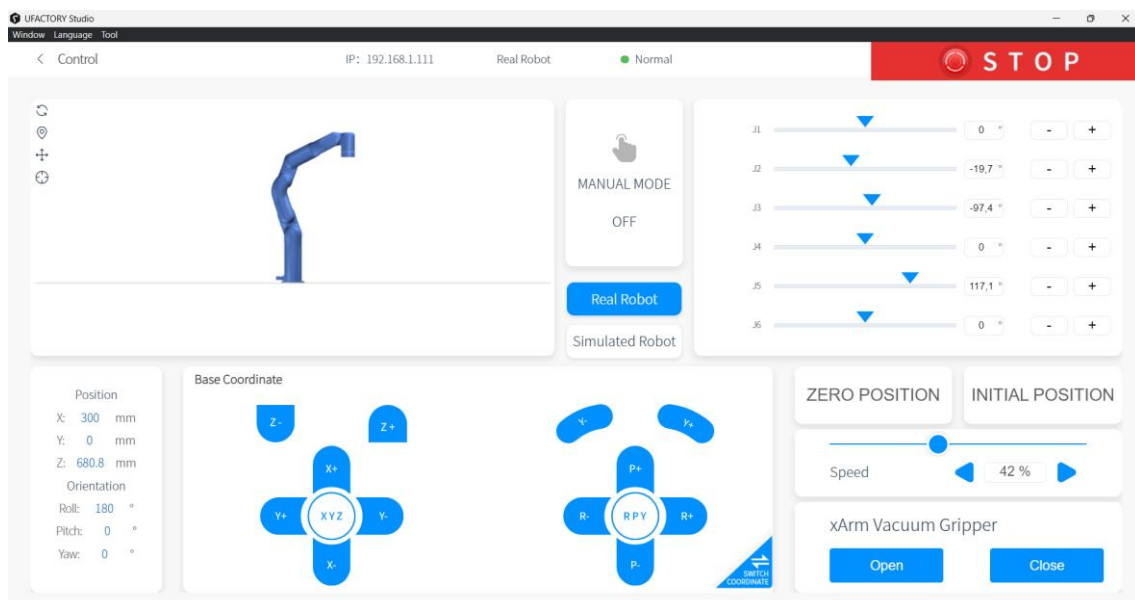 UFACTORY Studio
Window Language Tool
Control IP: 192.168.1.111 Real Robot Normal STOP
MANUAL MODE
OFF
Real Robot
Simulated Robot
J1 0 ° - +
J2 -19,7 ° - +
J3 -97,4 ° - +
J4 0 ° - +
J5 117,1 ° - +
J6 0 ° - +
Position
X: 300 mm
Y: 0 mm
Z: 680.8 mm
Orientation
Roll: 180 °
Pitch: 0 °
Yaw: 0 °
Base Coordinate
Z- Z+
X+
Y+ XYZ Y-
X-
Y- Y+
P+
R- RPY R+
P-
SWITCH
COORDINATE
ZERO POSITION INITIAL POSITION
Speed 42 %
xArm Vacuum Gripper
Open Close